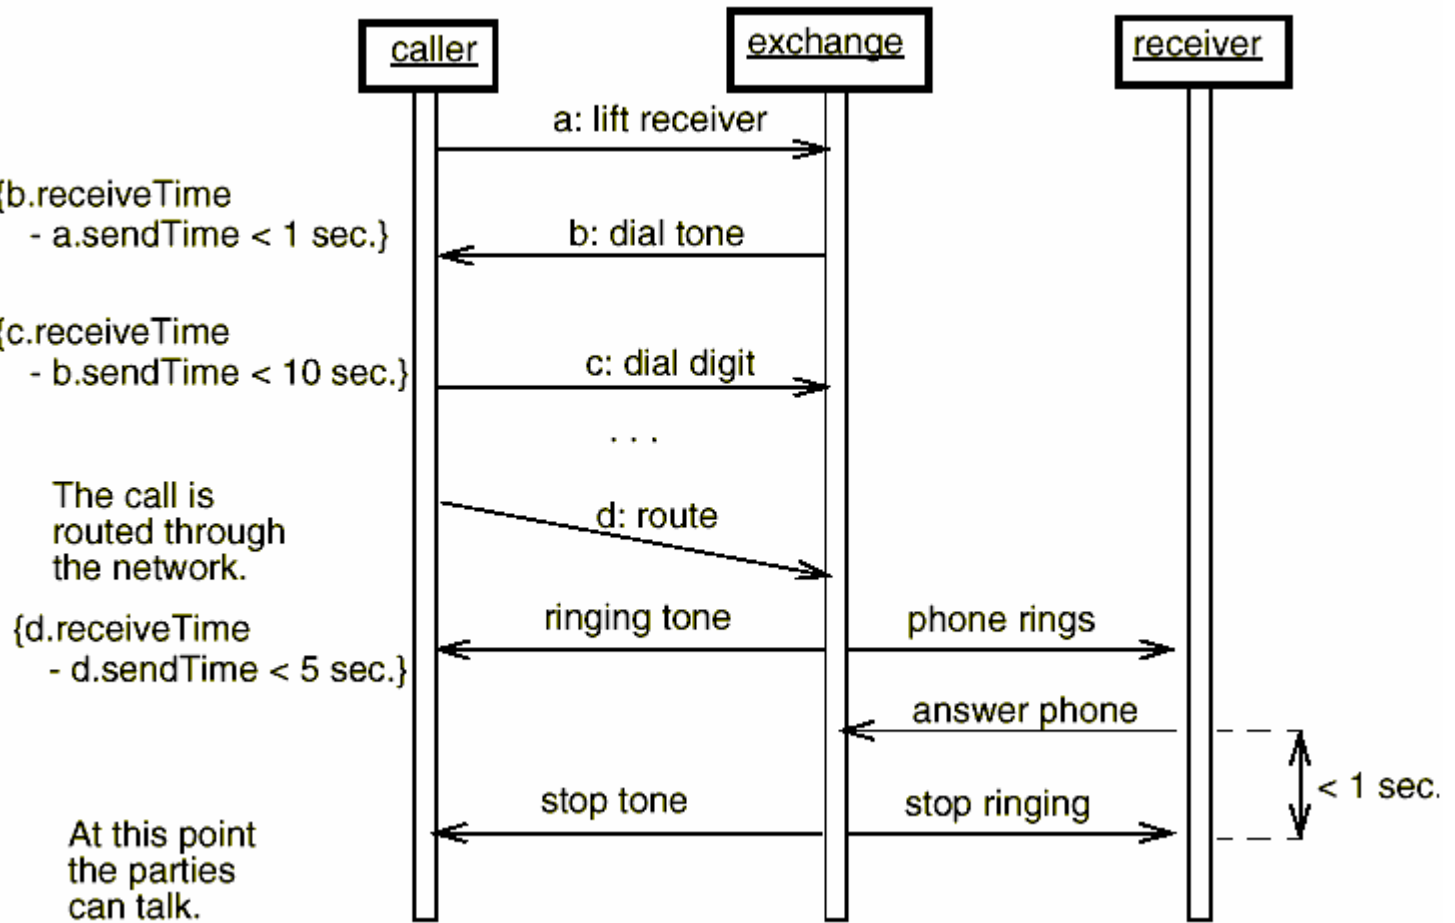 caller
exchange
receiver
a: lift receiver
{b.receiveTime
- a.sendTime < 1 sec.}
b: dial tone
{c.receiveTime
- b.sendTime < 10 sec.}
c: dial digit
. . .
The call is
routed through
the network.
d: route
{d.receiveTime
- d.sendTime < 5 sec.}
ringing tone
phone rings
answer phone
< 1 sec.
stop tone
stop ringing
At this point
the parties
can talk.